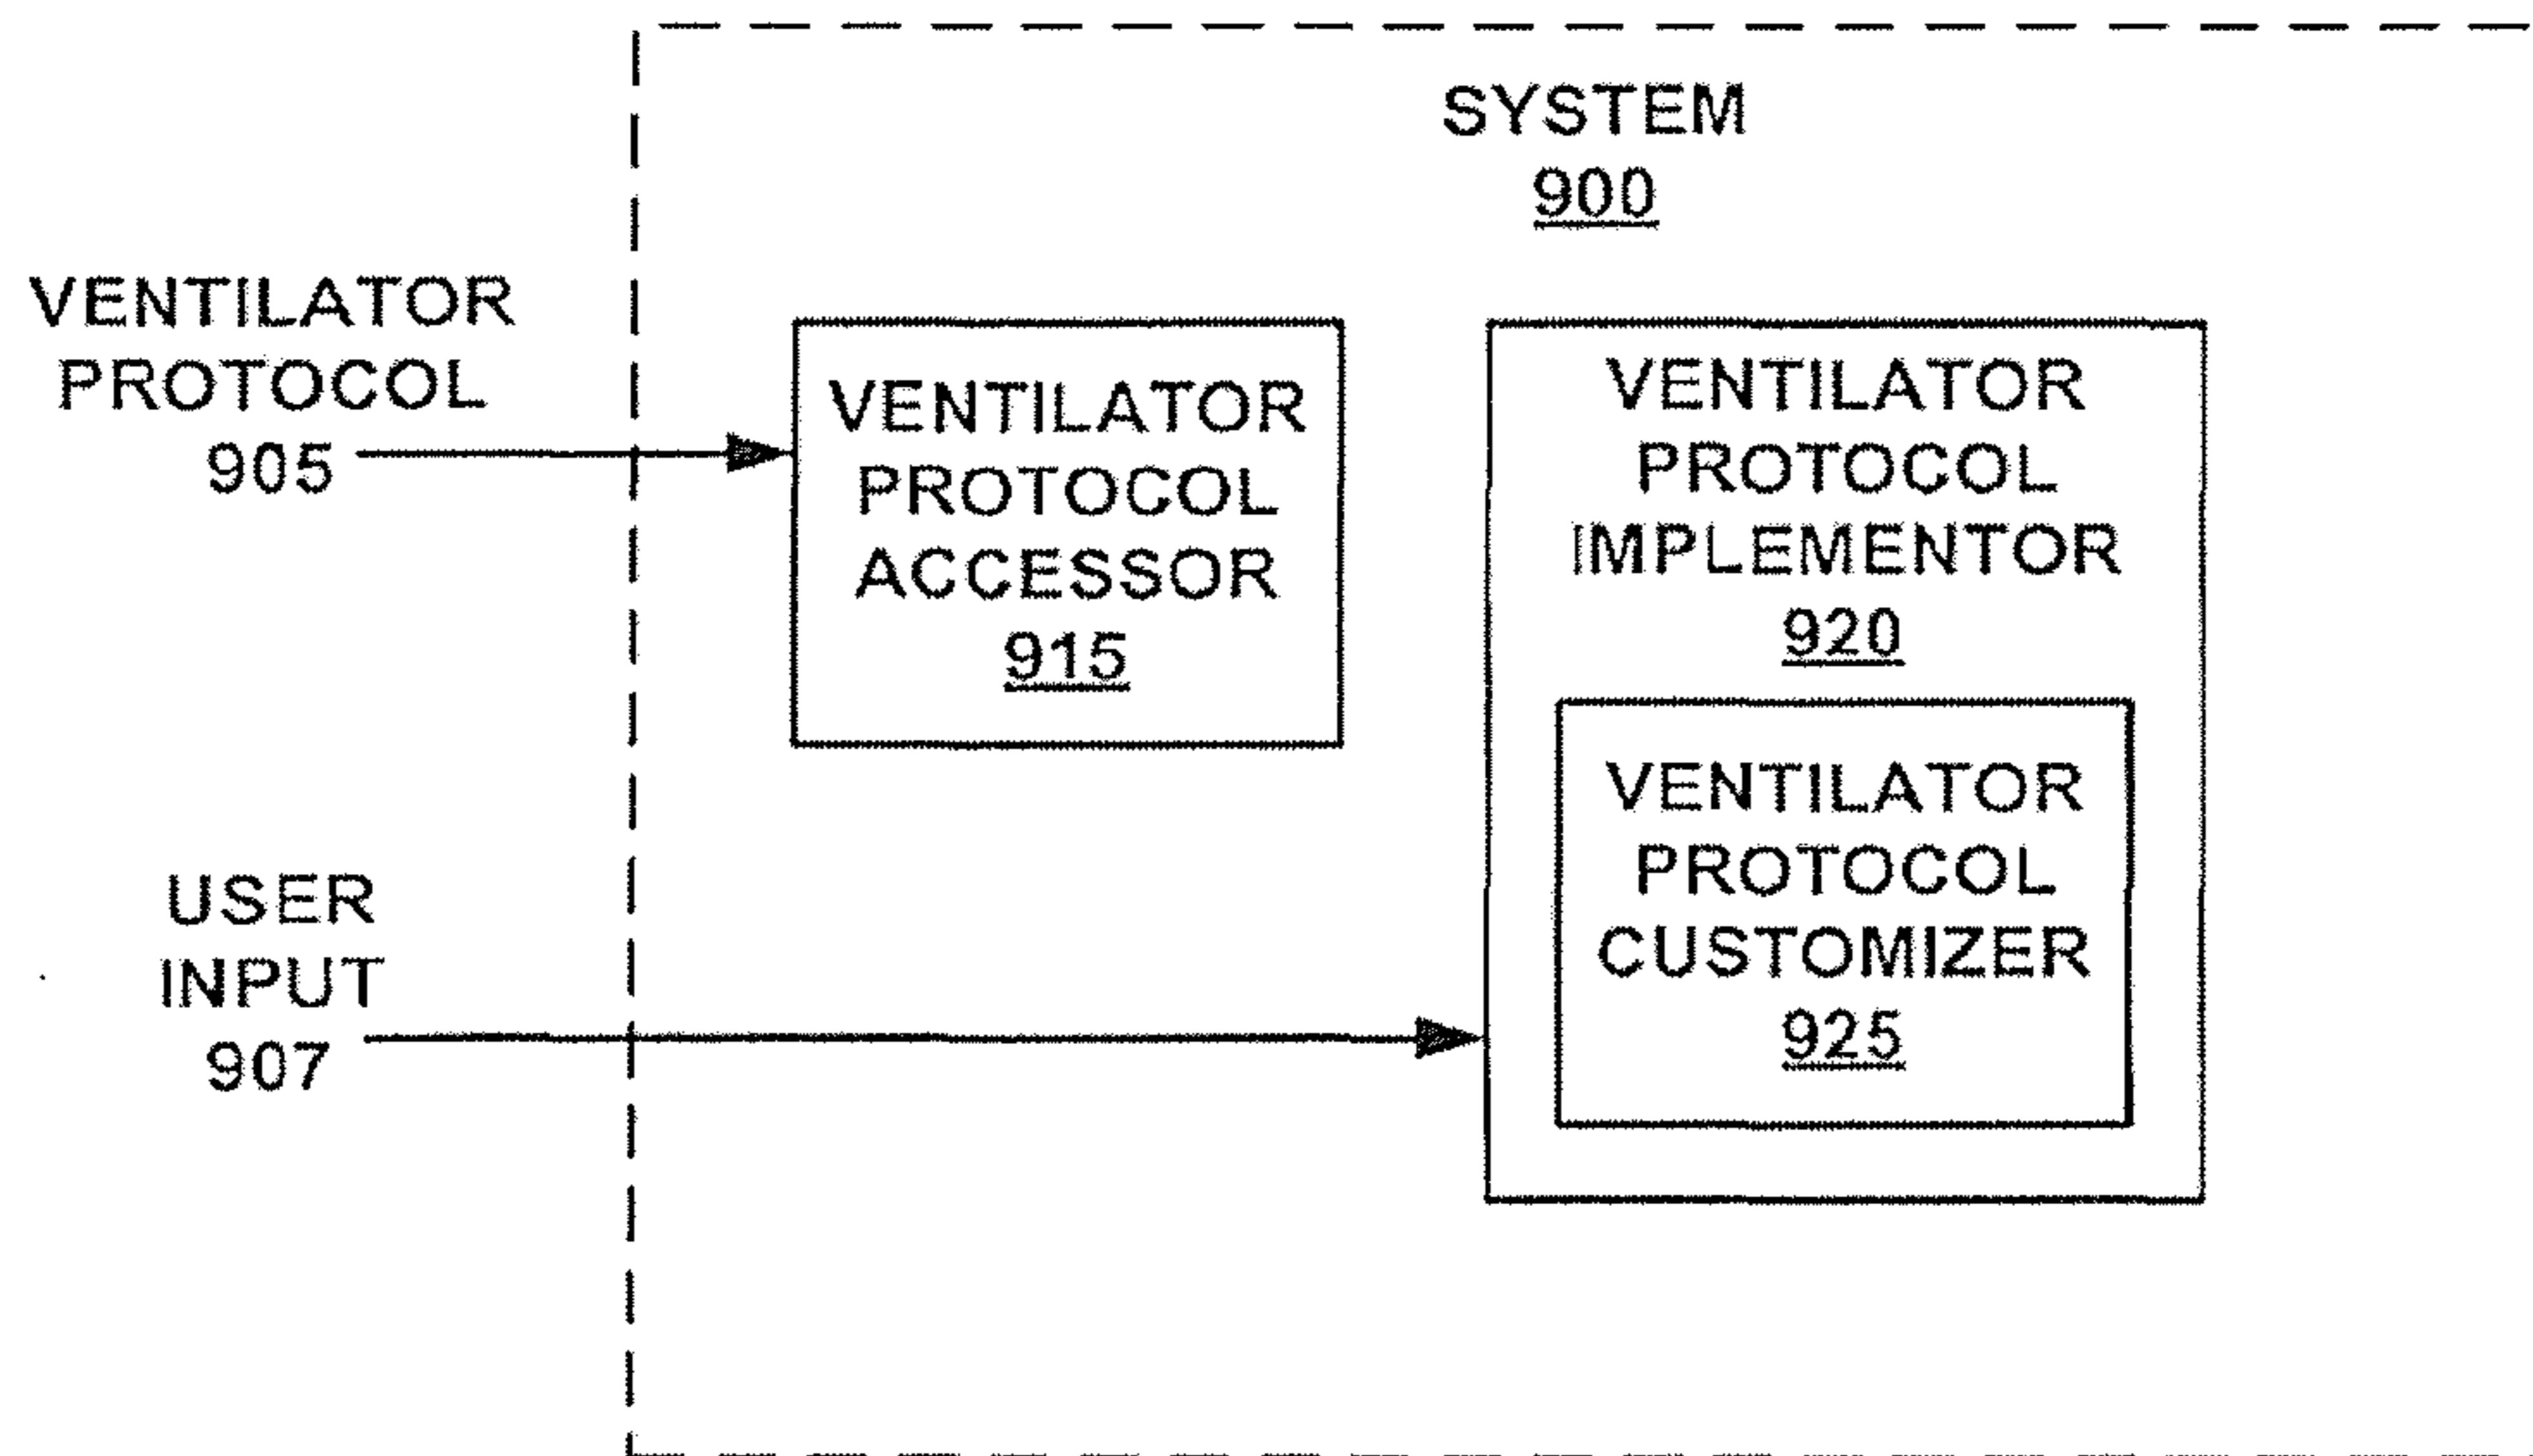 SYSTEM
900
VENTILATOR
PROTOCOL
905
VENTILATOR
PROTOCOL
ACCESSOR
915
VENTILATOR
PROTOCOL
IMPLEMENTOR
920
VENTILATOR
PROTOCOL
CUSTOMIZER
925
USER
INPUT
907